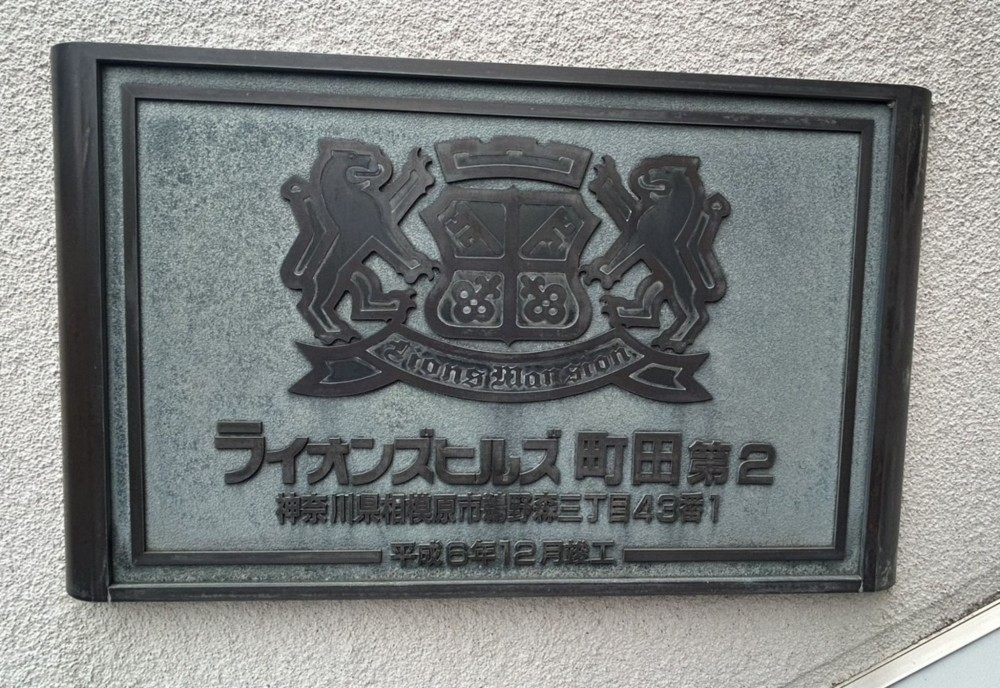 Lions Mansion
ライオンズヒルズ 町田 第2
神奈川県相模原市鵜野森三丁目43番1
平成6年12月竣工